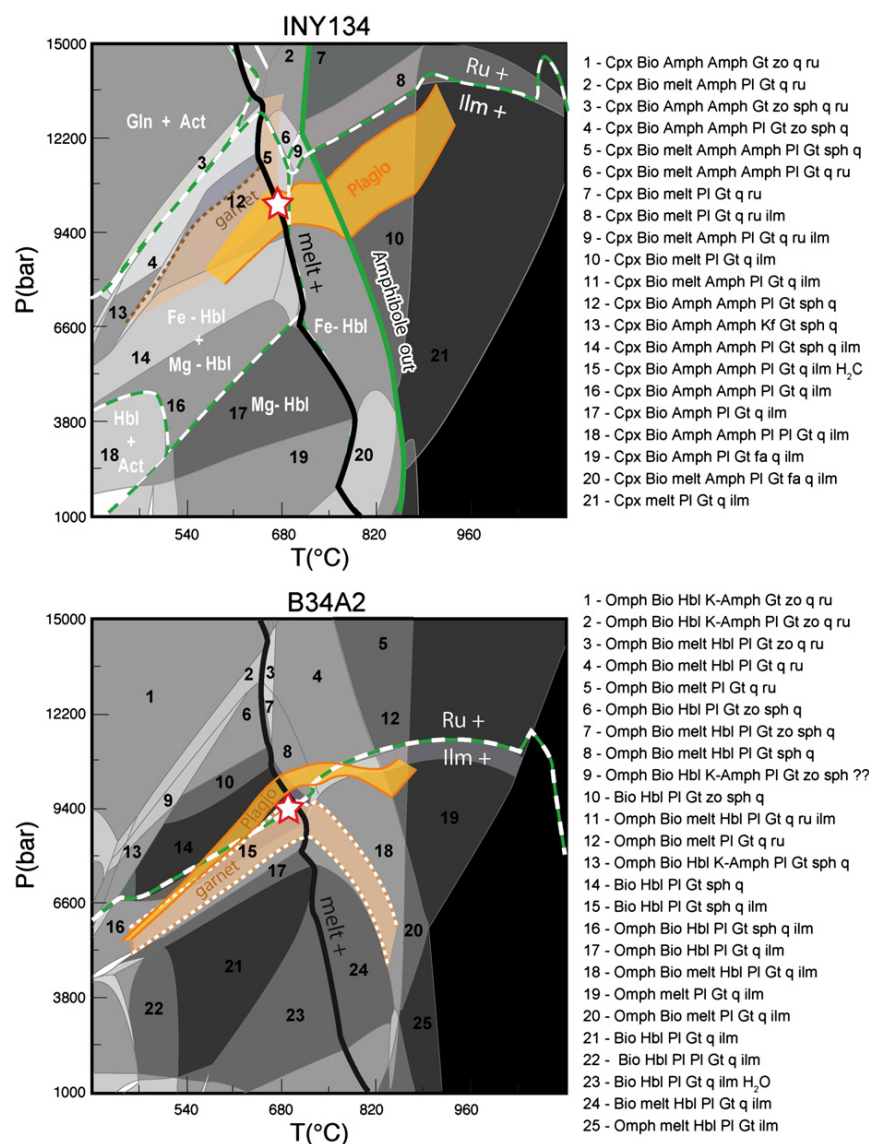 INY134
15000
12200
9400
6600
3800
1000
P(bar)
540
680
820
960
T(°C)
Gln + Act
2
7
8
Ru +
Ilm +
3
6
9
5
12
garnet
Plagio
4
13
10
melt +
Amphibole out
Fe - Hbl
+
Mg - Hbl
Fe-Hbl
14
21
16
17
Mg- Hbl
Hbl
+
Act
18
19
20
1 - Cpx Bio Amph Amph Gt zo q ru
2 - Cpx Bio melt Amph Pl Gt q ru
3 - Cpx Bio Amph Amph Gt zo sph q ru
4 - Cpx Bio Amph Amph Pl Gt zo sph q
5 - Cpx Bio melt Amph Amph Pl Gt sph q
6 - Cpx Bio melt Amph Amph Pl Gt q ru
7 - Cpx Bio melt Pl Gt q ru
8 - Cpx Bio melt Pl Gt q ru ilm
9 - Cpx Bio melt Amph Pl Gt q ru ilm
10 - Cpx Bio melt Pl Gt q ilm
11 - Cpx Bio melt Amph Pl Gt q ilm
12 - Cpx Bio Amph Amph Pl Gt sph q
13 - Cpx Bio Amph Amph Kf Gt sph q
14 - Cpx Bio Amph Amph Pl Gt sph q ilm
15 - Cpx Bio Amph Amph Pl Gt q ilm H₂C
16 - Cpx Bio Amph Amph Pl Gt q ilm
17 - Cpx Bio Amph Pl Gt q ilm
18 - Cpx Bio Amph Amph Pl Pl Gt q ilm
19 - Cpx Bio Amph Pl Gt fa q ilm
20 - Cpx Bio melt Amph Pl Gt fa q ilm
21 - Cpx melt Pl Gt q ilm
B34A2
15000
12200
9400
6600
3800
1000
P(bar)
540
680
820
960
T(°C)
1
2
3
4
5
6
7
12
Ru +
Ilm +
8
9
10
Plagio
13
14
15
garnet
17
18
19
16
melt +
20
21
24
22
23
25
1 - Omph Bio Hbl K-Amph Gt zo q ru
2 - Omph Bio Hbl K-Amph Pl Gt zo q ru
3 - Omph Bio melt Hbl Pl Gt zo q ru
4 - Omph Bio melt Hbl Pl Gt q ru
5 - Omph Bio melt Pl Gt q ru
6 - Omph Bio Hbl Pl Gt zo sph q
7 - Omph Bio melt Hbl Pl Gt zo sph q
8 - Omph Bio melt Hbl Pl Gt sph q
9 - Omph Bio Hbl K-Amph Pl Gt zo sph ??
10 - Bio Hbl Pl Gt zo sph q
11 - Omph Bio melt Hbl Pl Gt q ru ilm
12 - Omph Bio melt Pl Gt q ru
13 - Omph Bio Hbl K-Amph Pl Gt sph q
14 - Bio Hbl Pl Gt sph q
15 - Bio Hbl Pl Gt sph q ilm
16 - Omph Bio Hbl Pl Gt sph q ilm
17 - Omph Bio Hbl Pl Gt q ilm
18 - Omph Bio melt Hbl Pl Gt q ilm
19 - Omph melt Pl Gt q ilm
20 - Omph Bio melt Pl Gt q ilm
21 - Bio Hbl Pl Gt q ilm
22 - Bio Hbl Pl Pl Gt q ilm
23 - Bio Hbl Pl Gt q ilm H₂O
24 - Bio melt Hbl Pl Gt q ilm
25 - Omph melt Hbl Pl Gt ilm